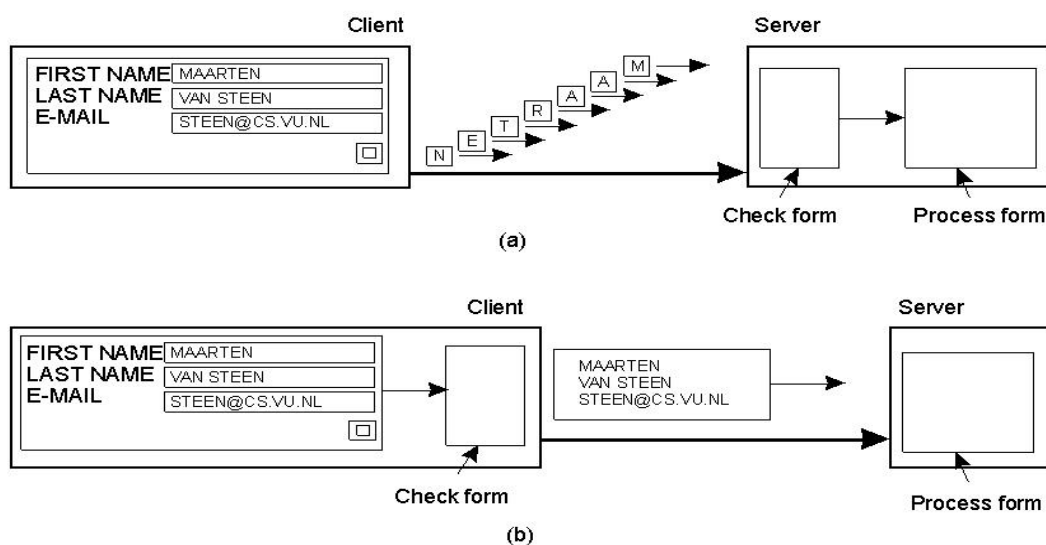 Client
Server
FIRST NAME MAARTEN
LAST NAME VAN STEEN
E-MAIL STEEN@CS.VU.NL
M
A
A
R
T
E
N
Check form
Process form
(a)
Client
Server
FIRST NAME MAARTEN
LAST NAME VAN STEEN
E-MAIL STEEN@CS.VU.NL
MAARTEN
VAN STEEN
STEEN@CS.VU.NL
Check form
Process form
(b)